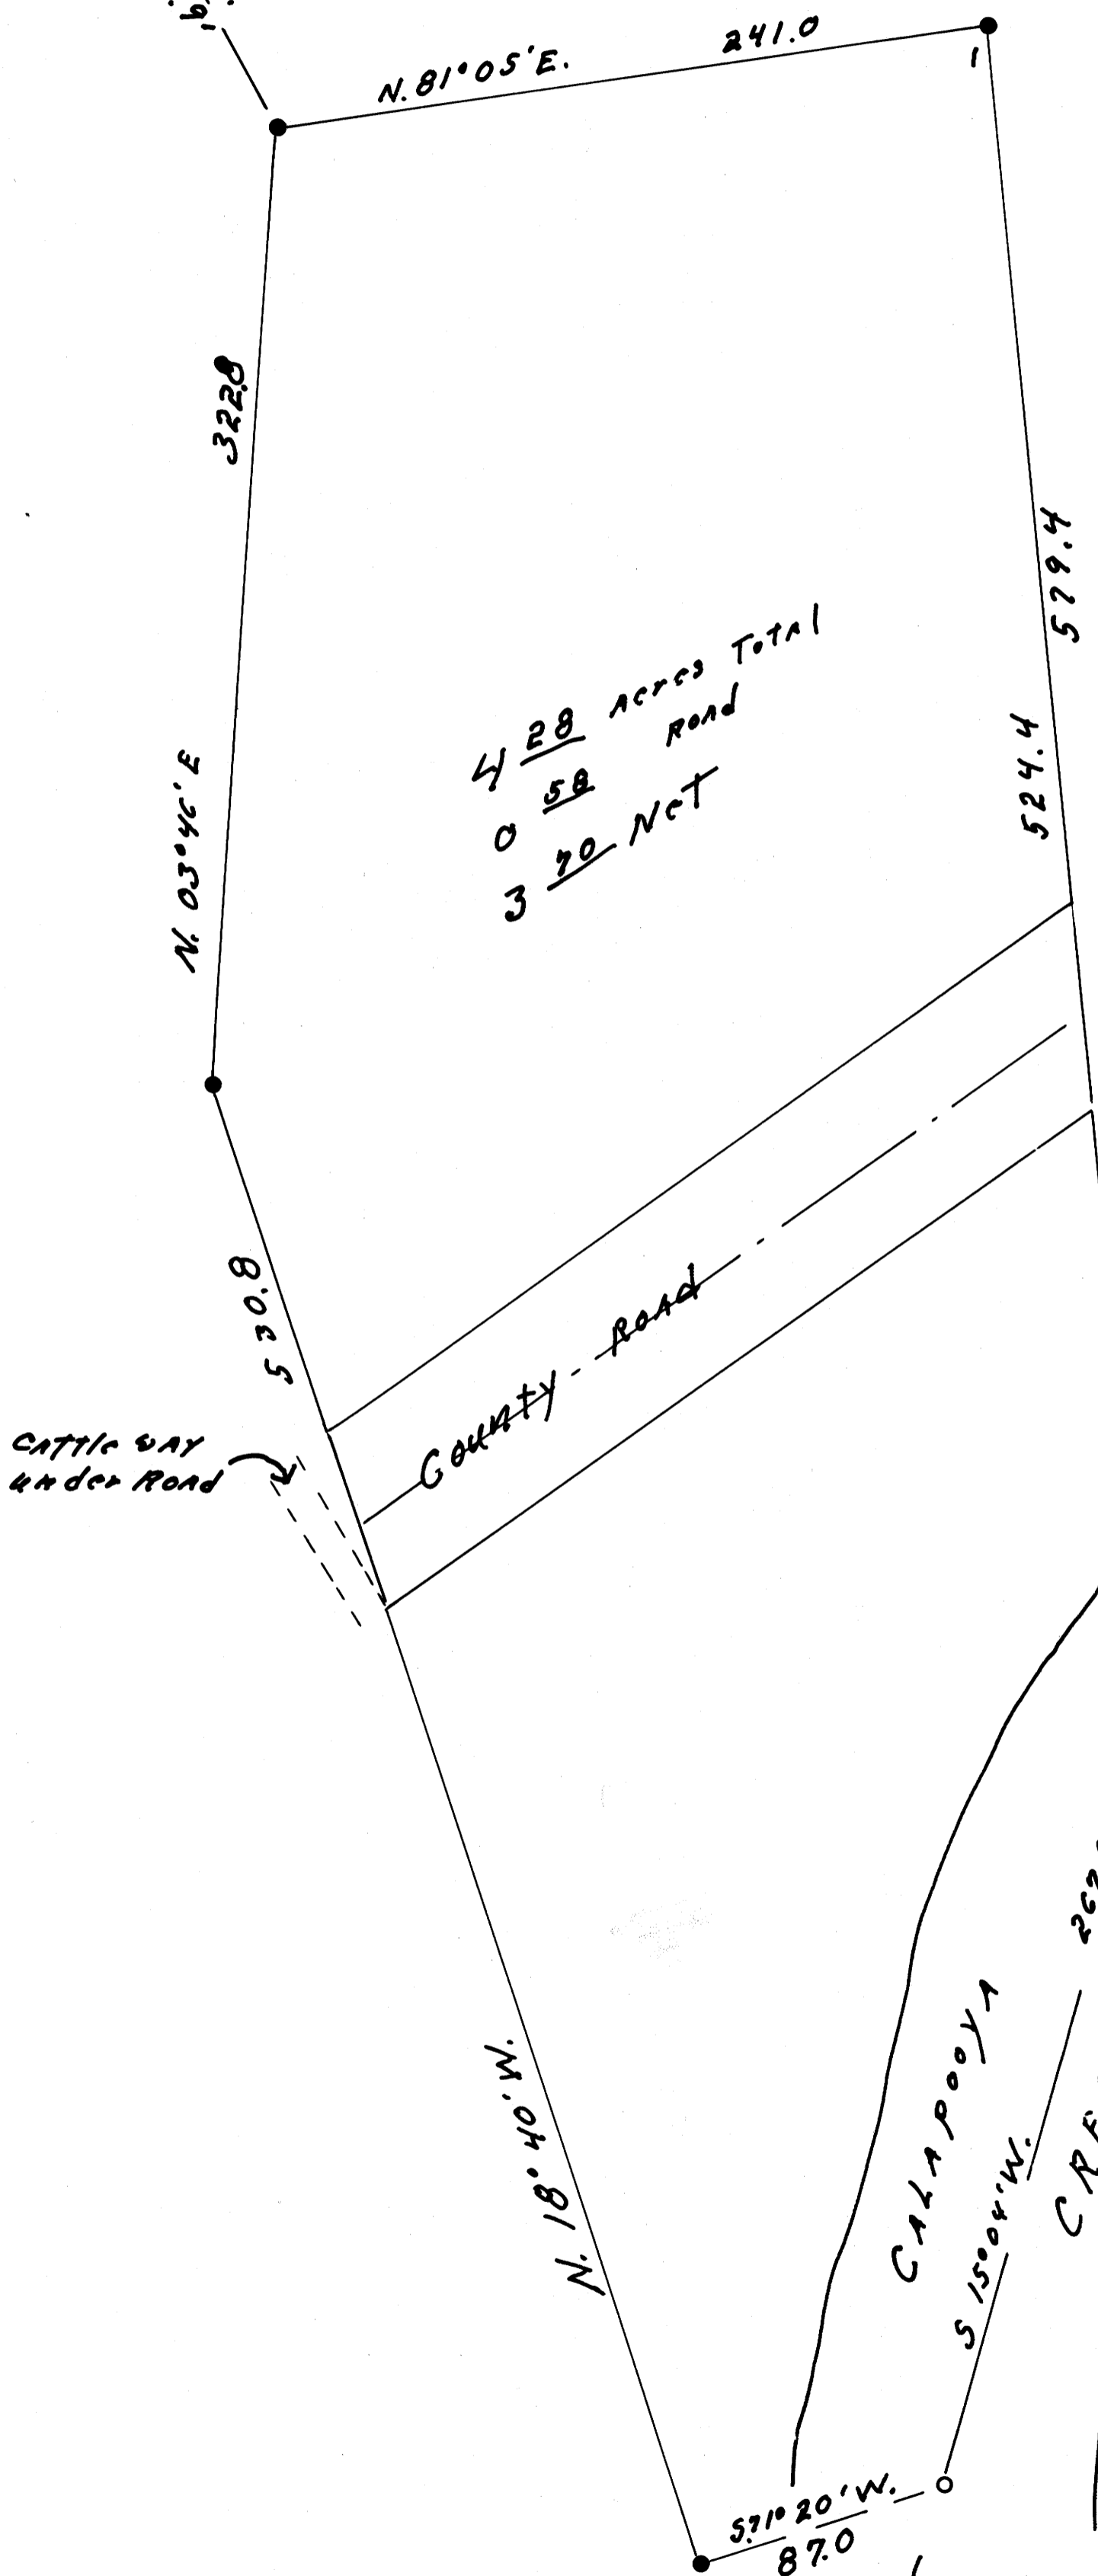 N. 81°05'E. 241.0
1
322.8
N. 03°46'E
579.4
524.4
4 28 Acres Total
0 58 Road
3 70 Net
530.8
County Road
Cattle way
under Road
N. 18° 40' W.
CALAPOOYA
S 15°04'W.
S71° 20' W.
87.0